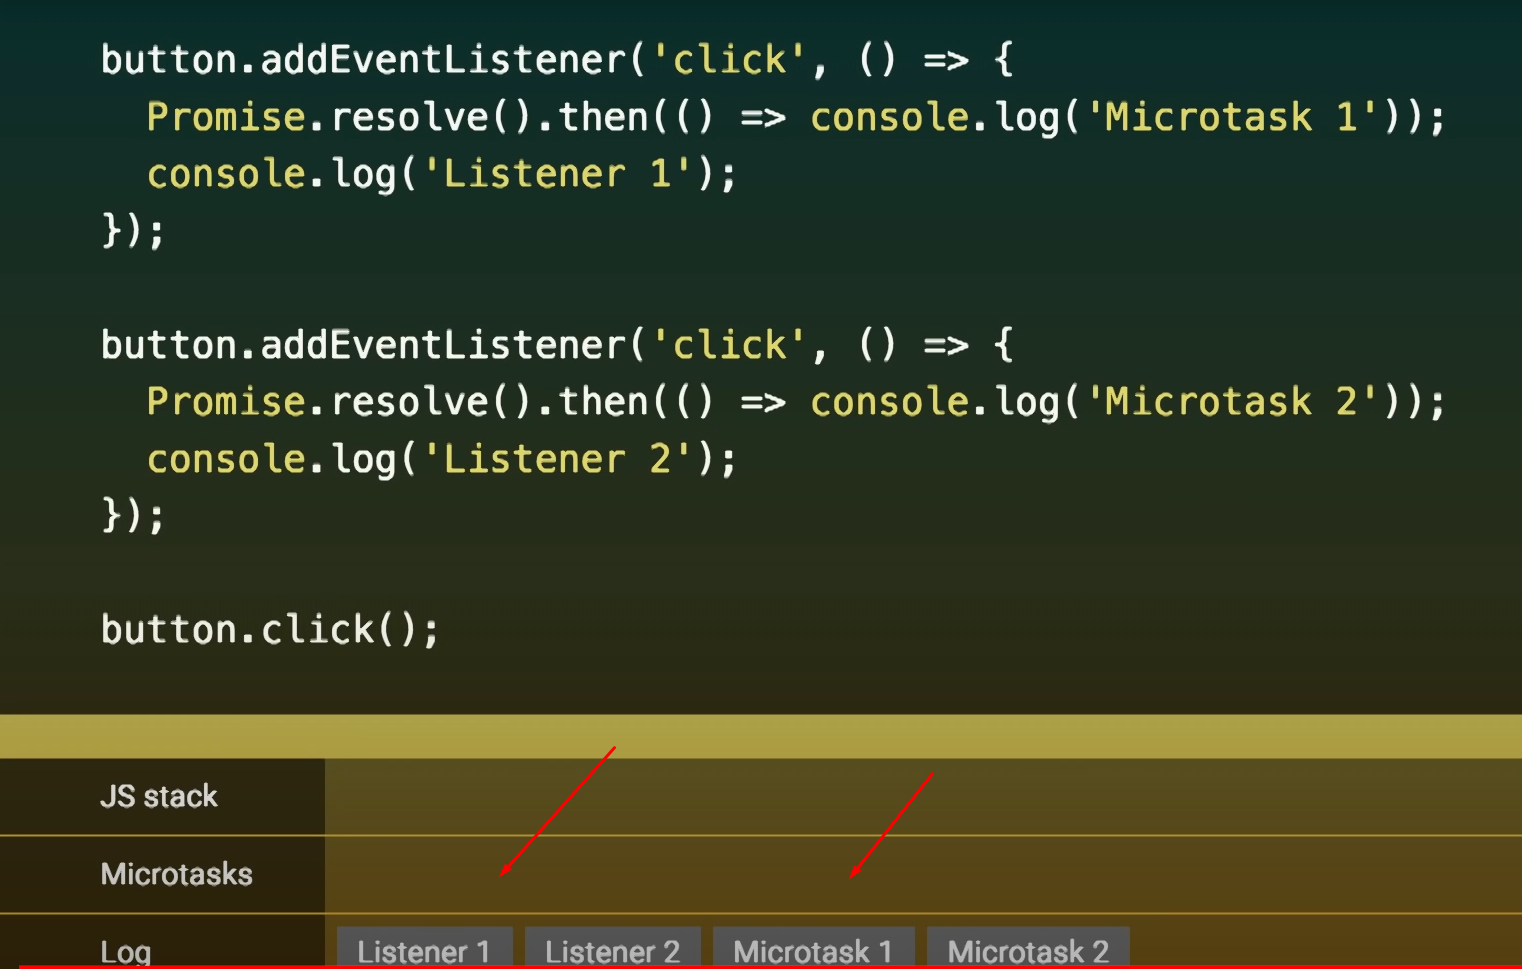 button.addEventListener('click', () => {
  Promise.resolve().then(() => console.log('Microtask 1'));
  console.log('Listener 1');
});
button.addEventListener('click', () => {
  Promise.resolve().then(() => console.log('Microtask 2'));
  console.log('Listener 2');
});
button.click();
JS stack
Microtasks
Log Listener 1 Listener 2 Microtask 1 Microtask 2